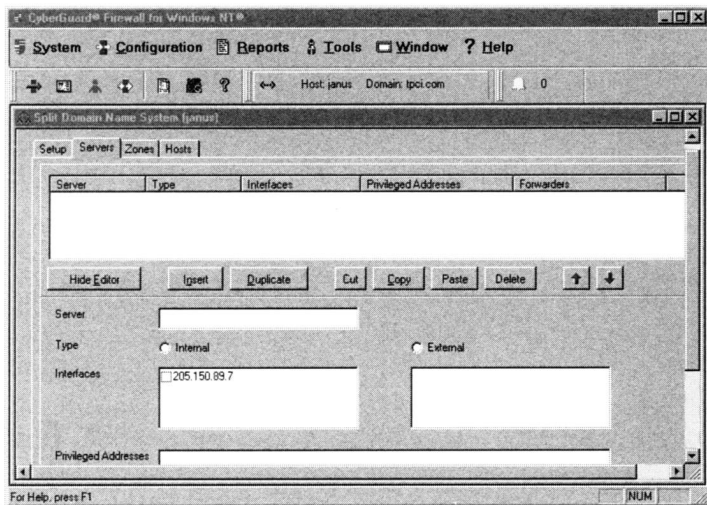 CyberGuard® Firewall for Windows NT®
System Configuration Reports Tools Window ? Help
Host: janus Domain: tpci.com 0
Split Domain Name System (janus)
Setup Servers Zones Hosts
Server Type Interfaces Privileged Addresses Forwarders
Hide Editor Insert Duplicate Cut Copy Paste Delete
Server
Type Internal External
Interfaces 205.150.89.7
Privileged Addresses
For Help, press F1 NUM